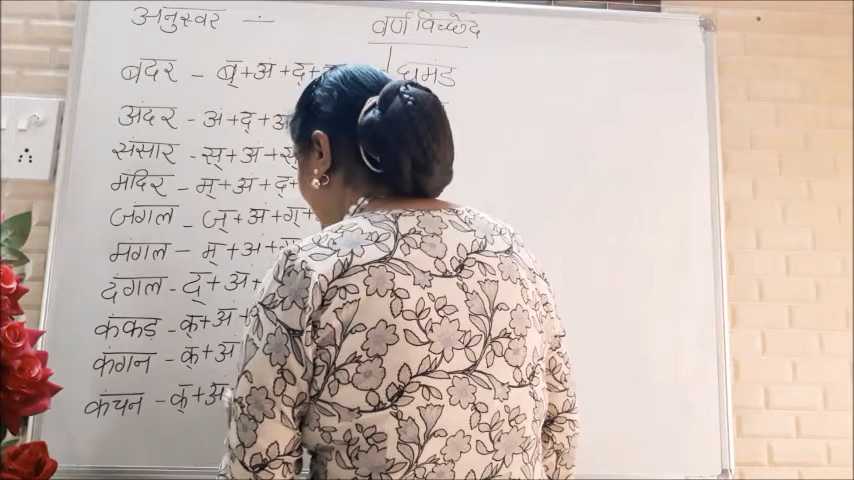 अनुस्वर :-
वर्ण विच्छेद
बंदर - ब्+अं+द्+
घमंड
अंदर - अं+द्+अ
संसार - स्+अं+स्
मंदिर - म्+अं+द्
जंगल - ज्+अं+ग्+
मंगल - म्+अं+
दंगल - द्+अं
कंकड़ - क्+अं+
कंगन - क्+अं
कंचन - क्+अं